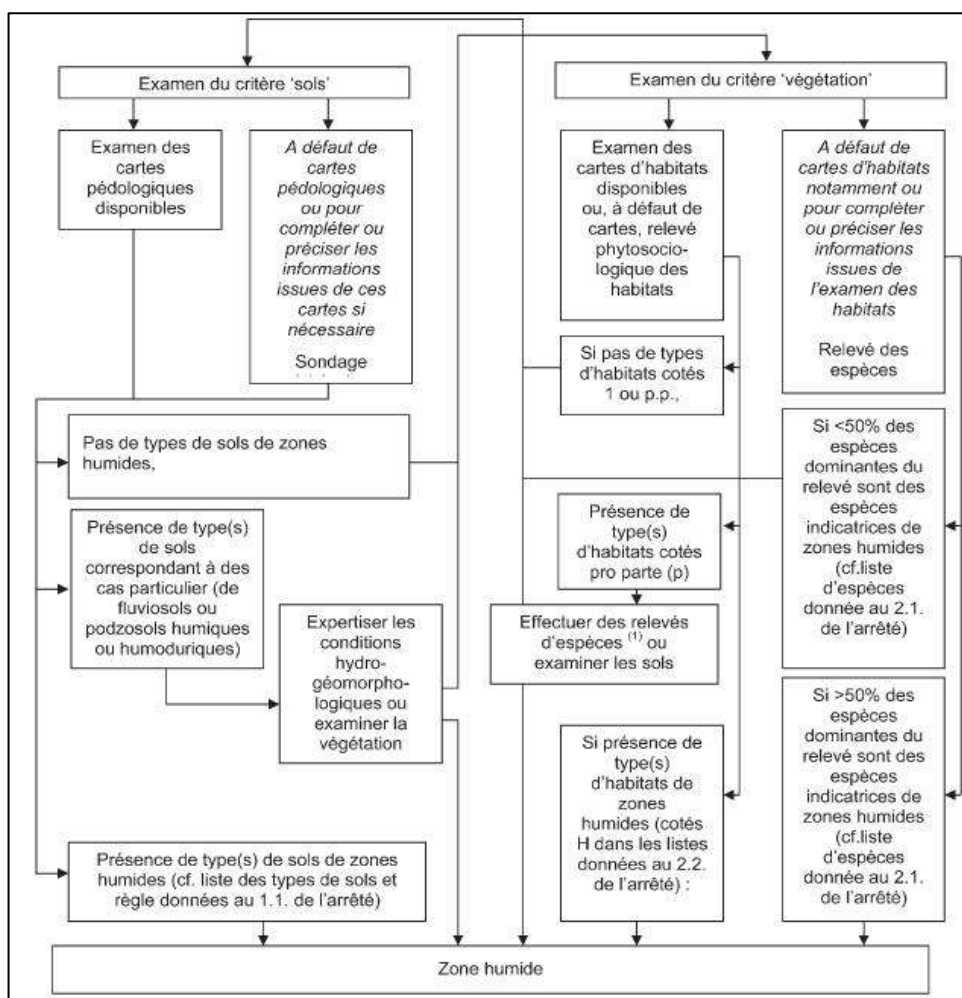 Examen du critère 'sols'
Examen des
cartes
pédologiques
disponibles
A défaut de
cartes
pédologiques
ou pour
compléter ou
préciser les
informations
issues de ces
cartes si
nécessaire
Sondage
Pas de types de sols de zones
humides,
Présence de type(s)
de sols
correspondant à des
cas particulier (de
fluviosols ou
podzosols humiques
ou humoduriques)
Expertiser les
conditions
hydro-
géomorpho-
logiques ou
examiner la
végétation
Présence de type(s) de sols de zones
humides (cf. liste des types de sols et
règle données au 1.1. de l'arrêté)
Examen du critère 'végétation'
Examen des
cartes d'habitats
disponibles
ou, à défaut de
cartes, relevé
phytosocio-
logique des
habitats
A défaut de
cartes d'habitats
notamment ou
pour compléter
ou préciser les
informations
issues de
l'examen des
habitats
Relevé des
espèces
Si pas de types
d'habitats cotés
1 ou p.p.,
Présence de
type(s)
d'habitats cotés
pro parte (p)
Effectuer des relevés
d'espèces (1) ou
examiner les sols
Si présence de
type(s)
d'habitats de
zones
humides (cotés
H dans les listes
données au 2.2.
de l'arrêté) :
Si <50% des
espèces
dominantes du
relevé sont des
espèces
indicatrices de
zones humides
(cf.liste
d'espèces
donnée au 2.1.
de l'arrêté)
Si >50% des
espèces
dominantes du
relevé sont des
espèces
indicatrices de
zones humides
(cf.liste
d'espèces
donnée au 2.1.
de l'arrêté)
Zone humide